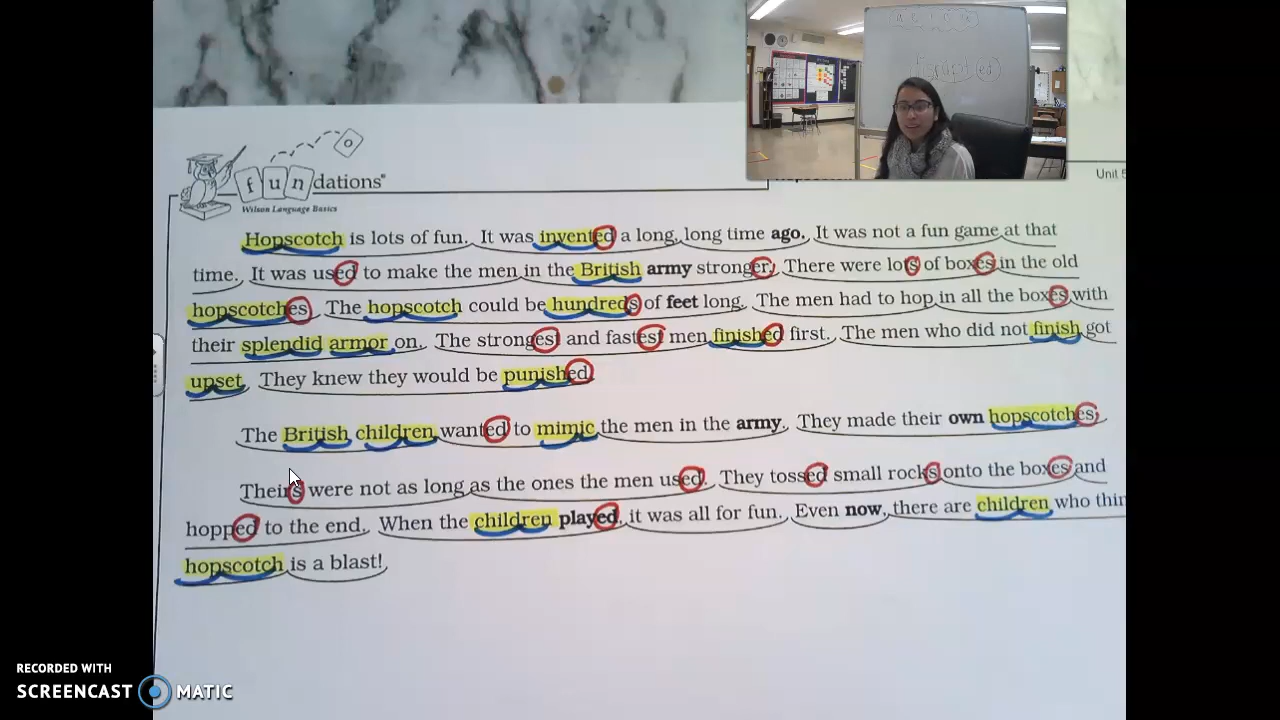 fundations®
Wilson Language Basics
Unit 5
Hopscotch is lots of fun. It was invented a long, long time ago. It was not a fun game at that
time. It was used to make the men in the British army stronger. There were lots of boxes in the old
hopscotches. The hopscotch could be hundreds of feet long. The men had to hop in all the boxes with
their splendid armor on. The strongest and fastest men finished first. The men who did not finish got
upset. They knew they would be punished.
The British children wanted to mimic the men in the army. They made their own hopscotches.
Theirs were not as long as the ones the men used. They tossed small rocks onto the boxes and
hopped to the end. When the children played, it was all for fun. Even now, there are children who thin
hopscotch is a blast!
RECORDED WITH
SCREENCAST MATIC